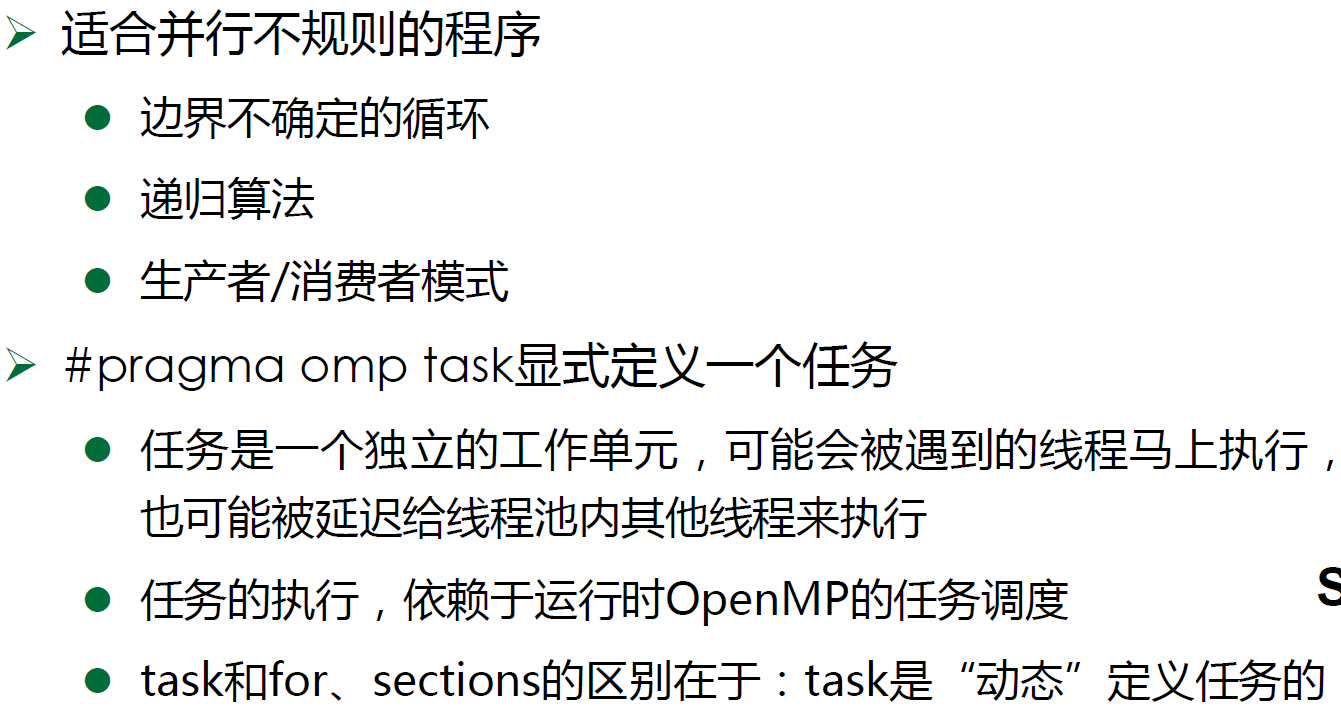 适合并行不规则的程序
边界不确定的循环
递归算法
生产者/消费者模式
#pragma omp task显式定义一个任务
任务是一个独立的工作单元，可能会被遇到的线程马上执行，
也可能被延迟给线程池内其他线程来执行
任务的执行，依赖于运行时OpenMP的任务调度
S
task和for、sections的区别在于：task是“动态”定义任务的